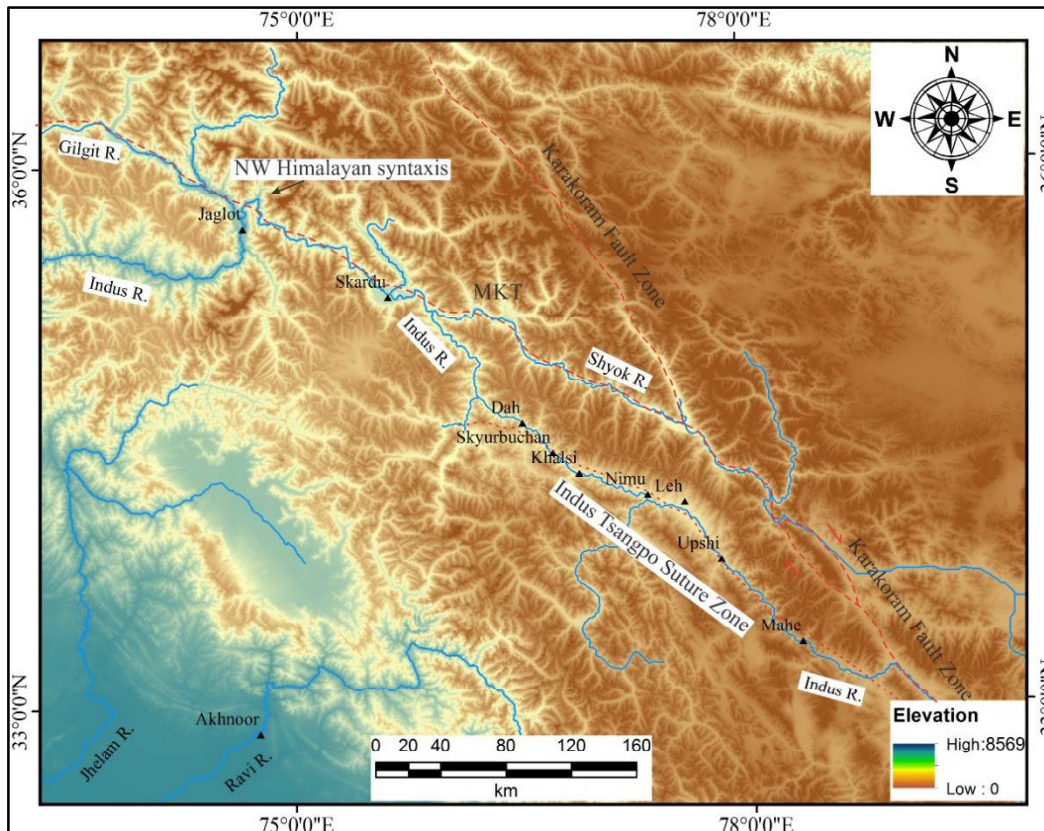 75°0'0"E
78°0'0"E
N
W
E
S
36°0'0"N
Gilgit R.
NW Himalayan syntaxis
Jaglot
Karakoram Fault Zone
Skardu
MKT
Indus R.
Indus R.
Shyok R.
Dah
Skyurbuchan
Khalsi
Nimu
Leh
Indus Tsangpo Suture Zone
Upshi
Karakoram Fault Zone
Mahe
Indus R.
33°0'0"N
Akhnoor
Jhelam R.
Ravi R.
0 20 40 80 120 160
km
Elevation
High:8569
Low : 0
75°0'0"E
78°0'0"E